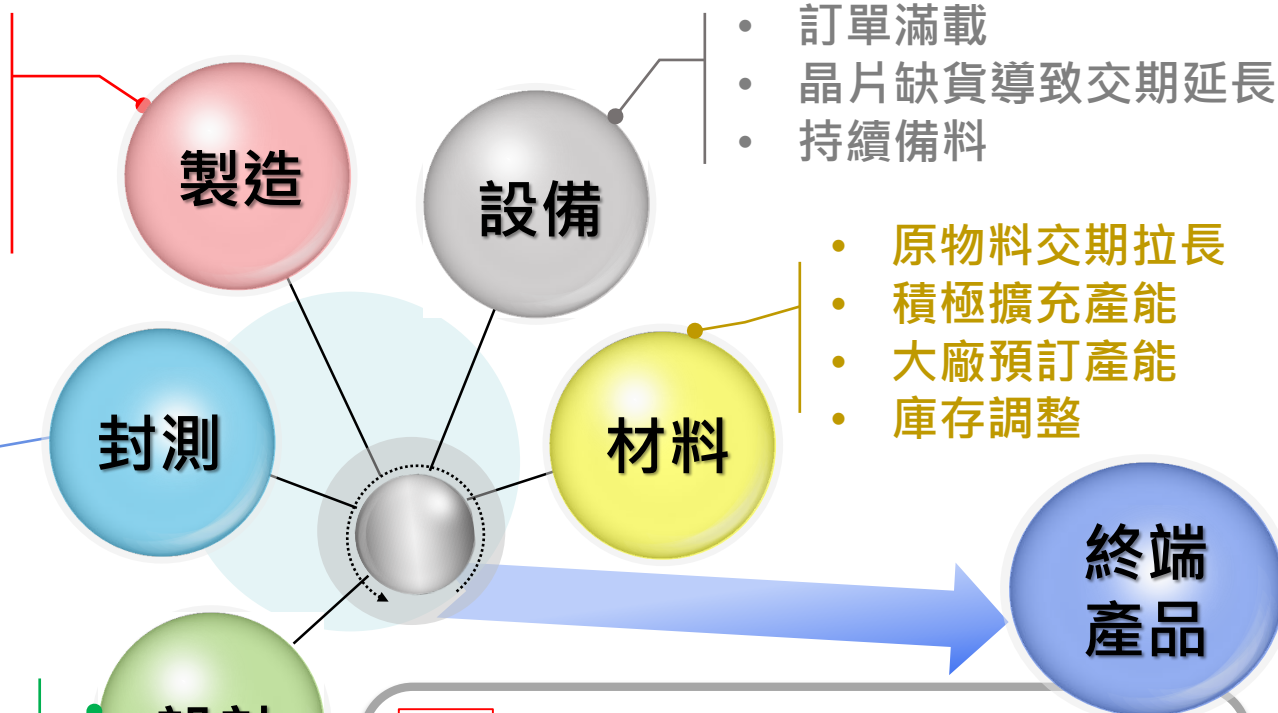 訂單滿載
晶片缺貨導致交期延長
持續備料
製造
設備
原物料交期拉長
積極擴充產能
大廠預訂產能
庫存調整
封測
材料
終端
產品